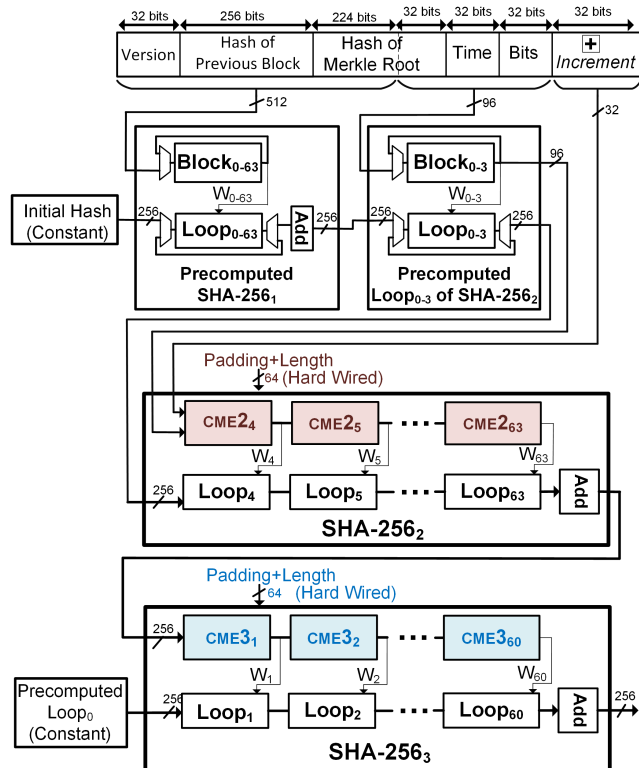 32 bits 256 bits 224 bits 32 bits 32 bits 32 bits 32 bits
Version
Hash of
Previous Block
Hash of
Merkle Root
Time
Bits
+
Increment
512
96
32
Block0-63
W0-63
Loop0-63
Add
256
256
Initial Hash
(Constant)
Precomputed
SHA-2561
Block0-3
W0-3
Loop0-3
96
256
256
Precomputed
Loop0-3 of SHA-2562
Padding+Length
64 (Hard Wired)
CME24
CME25
CME263
W4
W5
W63
256
Loop4
Loop5
Loop63
Add
SHA-2562
Padding+Length
64 (Hard Wired)
256
CME31
CME32
CME360
W1
W2
W60
Precomputed
Loop0
(Constant)
256
Loop1
Loop2
Loop60
Add
256
SHA-2563